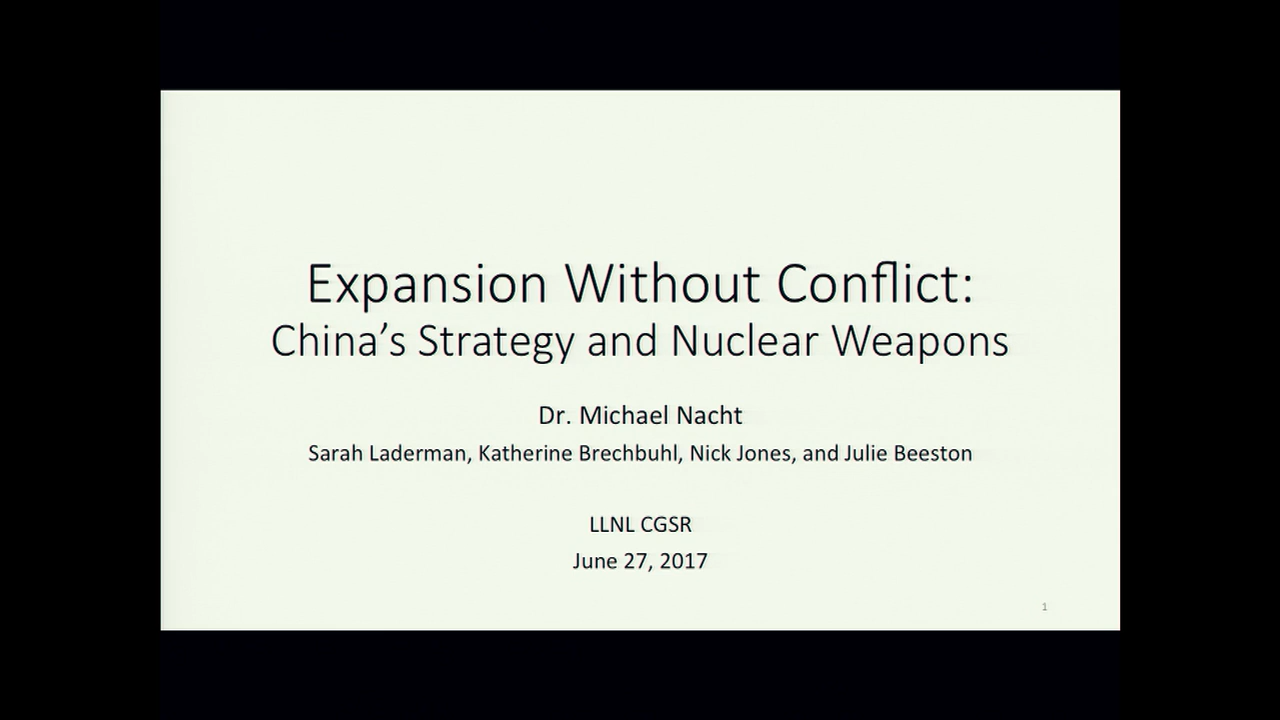 Expansion Without Conflict:
China’s Strategy and Nuclear Weapons
Dr. Michael Nacht
Sarah Laderman, Katherine Brechbuhl, Nick Jones, and Julie Beeston
LLNL CGSR
June 27, 2017
1